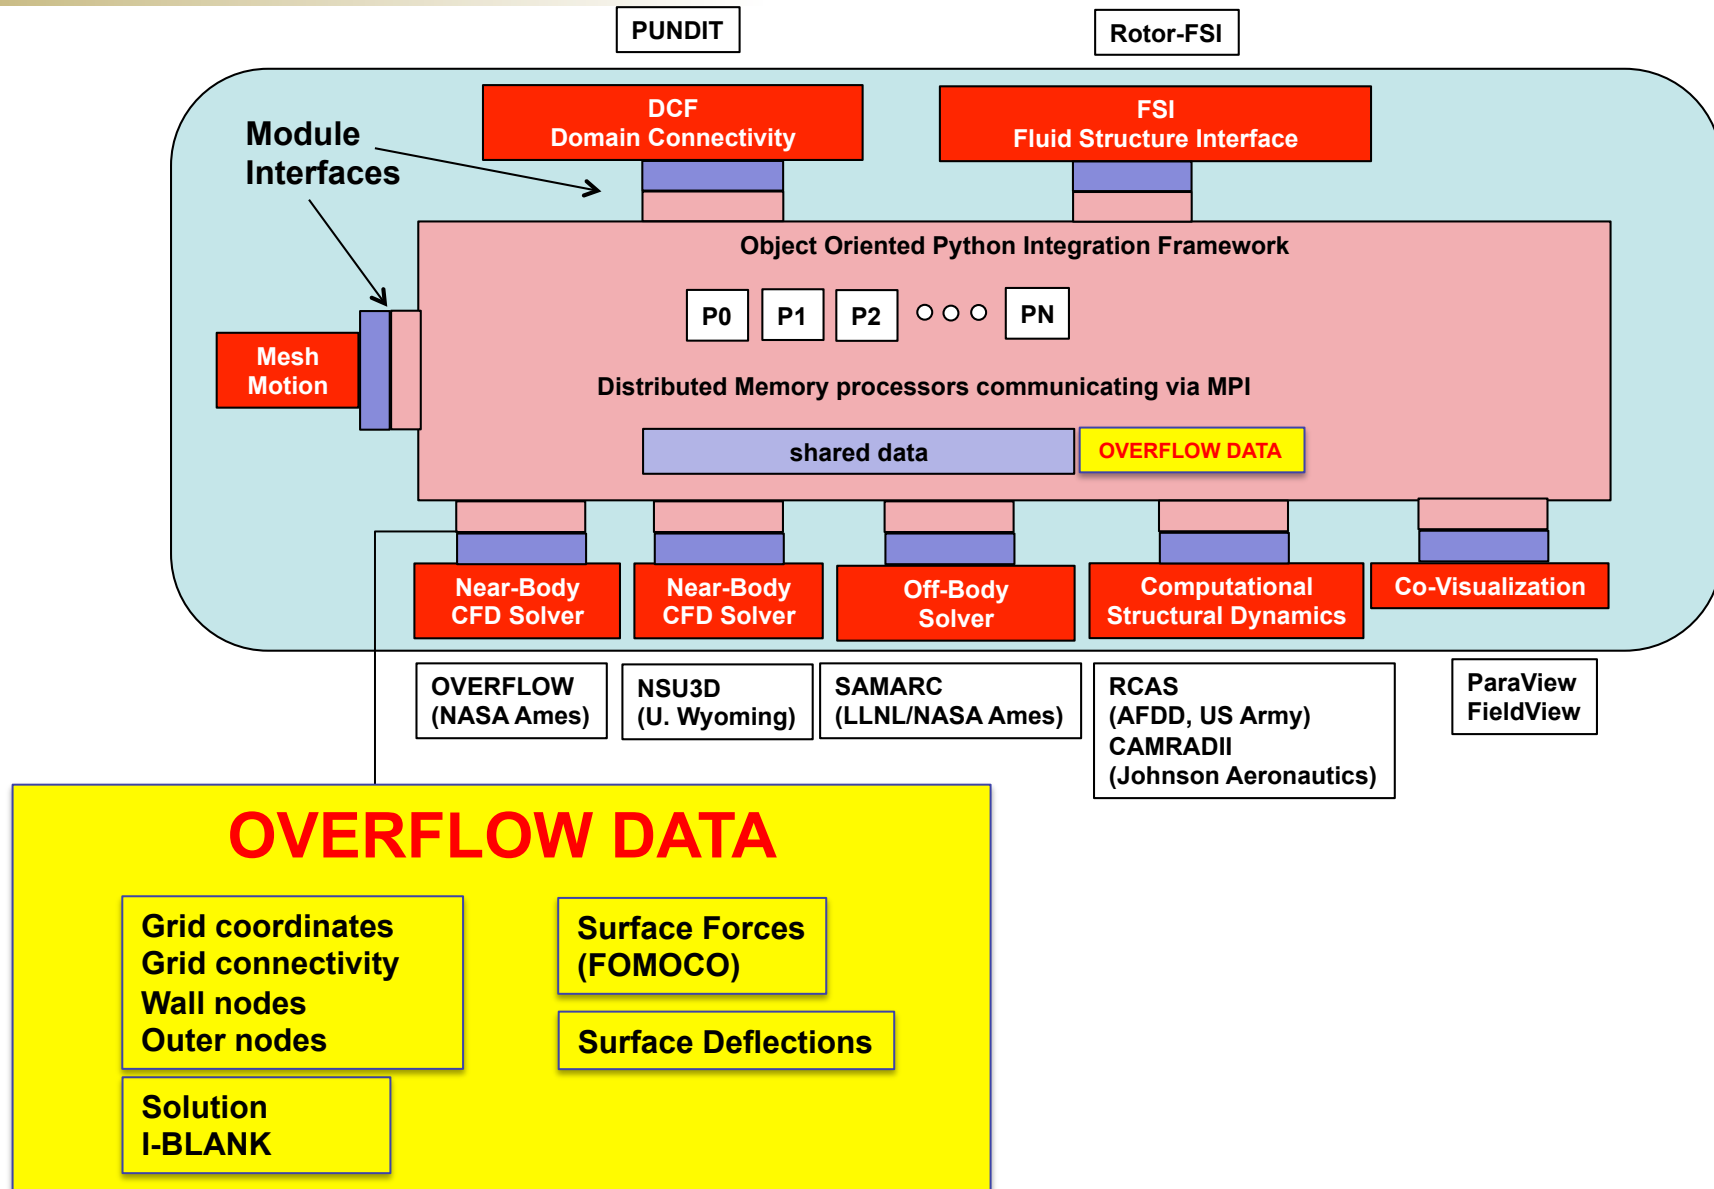 PUNDIT
Rotor-FSI
DCF
Domain Connectivity
FSI
Fluid Structure Interface
Module
Interfaces
Object Oriented Python Integration Framework
P0
P1
P2
PN
Mesh
Motion
Distributed Memory processors communicating via MPI
shared data
OVERFLOW DATA
Near-Body
CFD Solver
Near-Body
CFD Solver
Off-Body
Solver
Computational
Structural Dynamics
Co-Visualization
OVERFLOW
(NASA Ames)
NSU3D
(U. Wyoming)
SAMARC
(LLNL/NASA Ames)
RCAS
(AFDD, US Army)
CAMRADII
(Johnson Aeronautics)
ParaView
FieldView
OVERFLOW DATA
Grid coordinates
Grid connectivity
Wall nodes
Outer nodes
Solution
I-BLANK
Surface Forces
(FOMOCO)
Surface Deflections